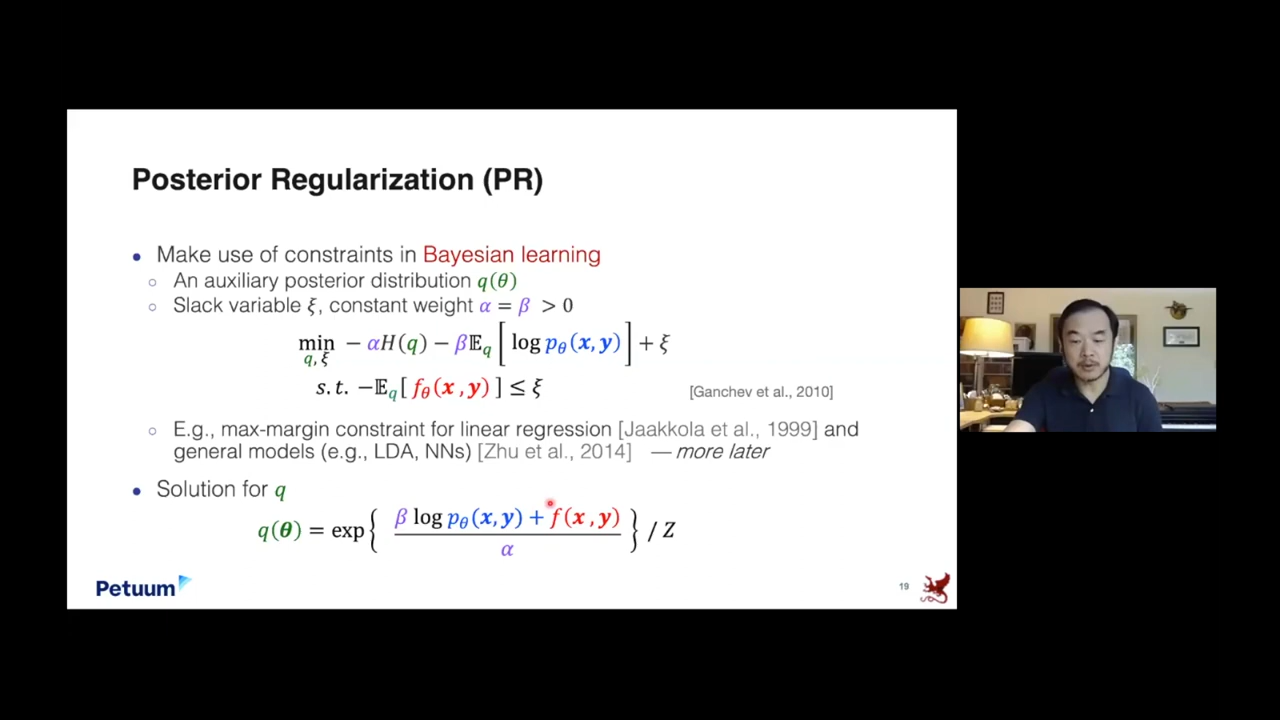 Posterior Regularization (PR)
• Make use of constraints in Bayesian learning
○ An auxiliary posterior distribution q(θ)
○ Slack variable ξ, constant weight α = β > 0
min_{q, ξ} − αH(q) − β𝔼_q [ log p_θ(x, y) ] + ξ
s.t. −𝔼_q[ f_θ(x, y) ] ≤ ξ
[Ganchev et al., 2010]
○ E.g., max-margin constraint for linear regression [Jaakkola et al., 1999] and
general models (e.g., LDA, NNs) [Zhu et al., 2014] — more later
• Solution for q
q(θ) = exp{ (β log p_θ(x, y) + f(x, y)) / α } / Z
Petuum
19